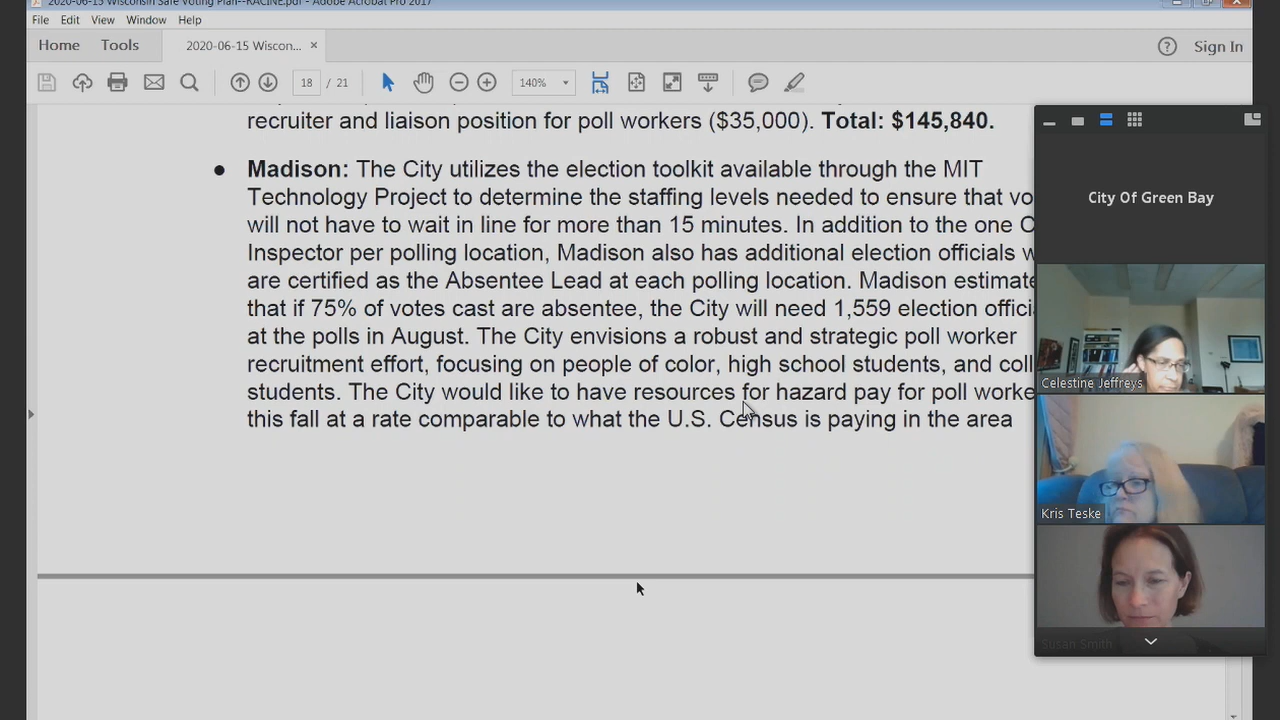 2020-06-15 Wisconsin Safe Voting Plan--RACINE.pdf - Adobe Acrobat Pro 2017
File Edit View Window Help
Home Tools 2020-06-15 Wiscon... × Sign In
18 / 21 140%
recruiter and liaison position for poll workers ($35,000). Total: $145,840.
● Madison: The City utilizes the election toolkit available through the MIT
Technology Project to determine the staffing levels needed to ensure that vo
will not have to wait in line for more than 15 minutes. In addition to the one C
Inspector per polling location, Madison also has additional election officials w
are certified as the Absentee Lead at each polling location. Madison estimate
that if 75% of votes cast are absentee, the City will need 1,559 election offici
at the polls in August. The City envisions a robust and strategic poll worker
recruitment effort, focusing on people of color, high school students, and coll
students. The City would like to have resources for hazard pay for poll worke
this fall at a rate comparable to what the U.S. Census is paying in the area
City Of Green Bay
Celestine Jeffreys
Kris Teske
Susan Smith